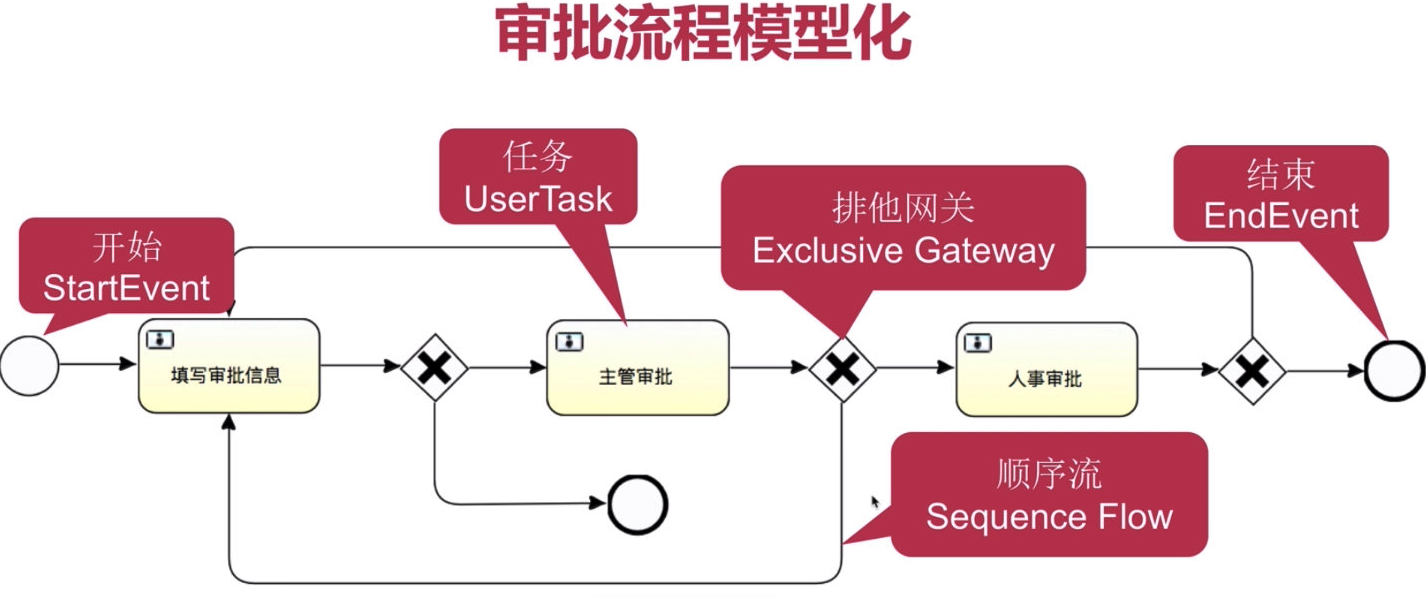 审批流程模型化
任务
UserTask
排他网关
Exclusive Gateway
结束
EndEvent
开始
StartEvent
填写审批信息
主管审批
人事审批
顺序流
Sequence Flow